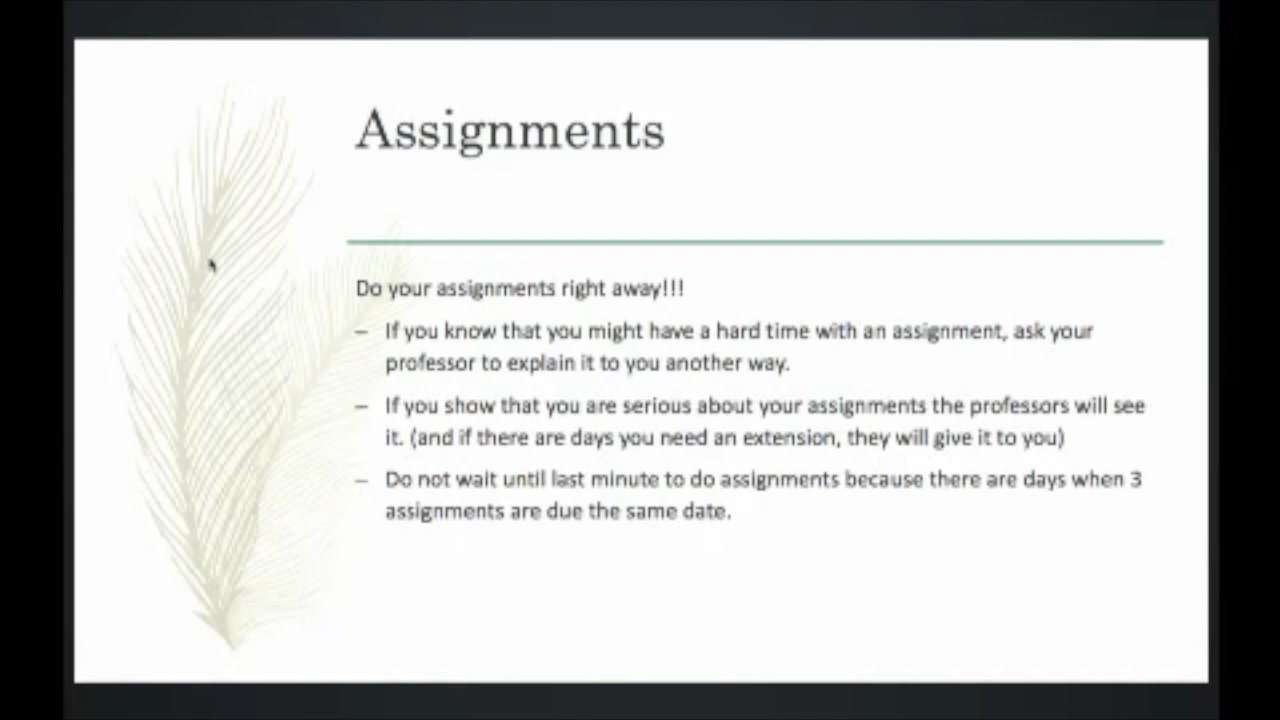 Assignments
Do your assignments right away!!!
– If you know that you might have a hard time with an assignment, ask your
professor to explain it to you another way.
– If you show that you are serious about your assignments the professors will see
it. (and if there are days you need an extension, they will give it to you)
– Do not wait until last minute to do assignments because there are days when 3
assignments are due the same date.